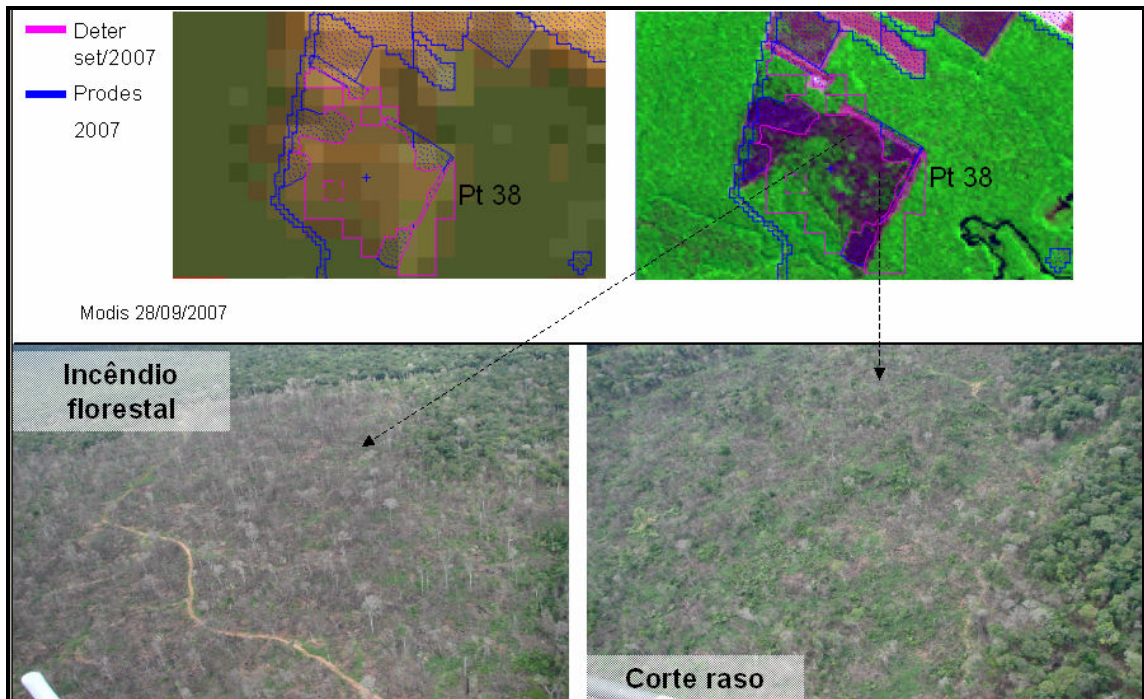 Deter
set/2007
Prodes
2007
Pt 38
Pt 38
Modis 28/09/2007
Incêndio
florestal
Corte raso